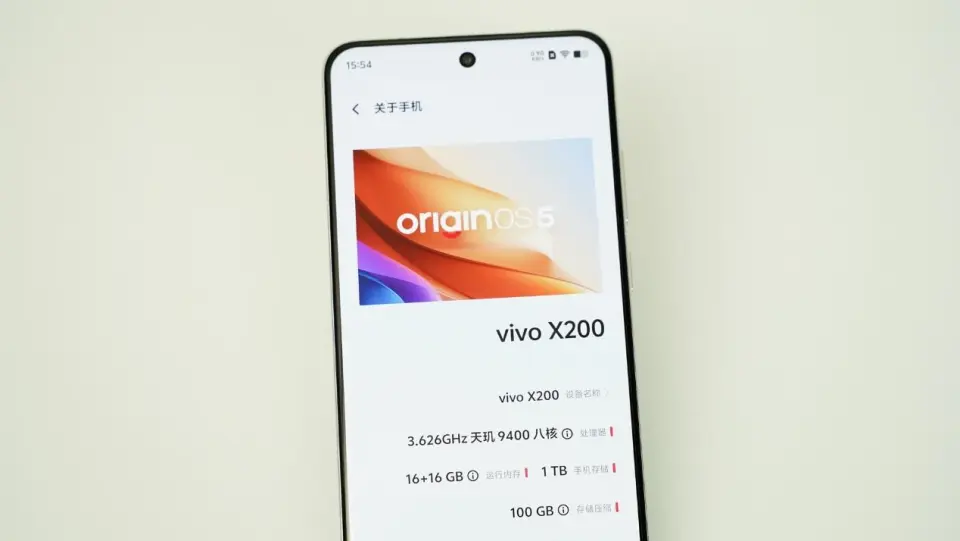 15:54
关于手机
OriginOS 5
vivo X200
vivo X200 设备名称
3.626GHz 天玑 9400 八核 处理器
16+16 GB 运行内存 1 TB 手机存储
100 GB 存储压缩